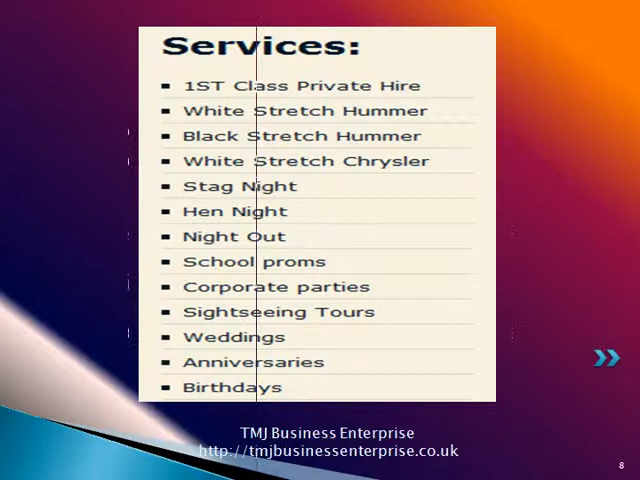 Services:
1ST Class Private Hire
White Stretch Hummer
Black Stretch Hummer
White Stretch Chrysler
Stag Night
Hen Night
Night Out
School proms
Corporate parties
Sightseeing Tours
Weddings
Anniversaries
Birthdays
TMJ Business Enterprise
http://tmjbusinessenterprise.co.uk
8